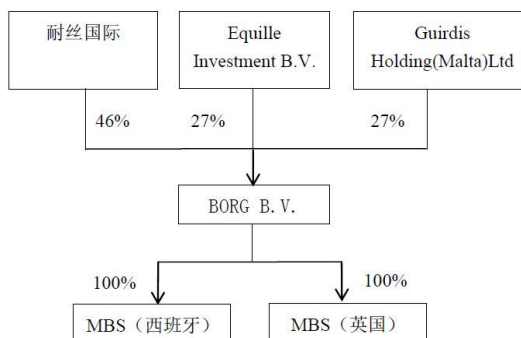 耐丝国际
Equille
Investment B.V.
Guirdis
Holding(Malta)Ltd
46%
27%
27%
BORG B.V.
100%
100%
MBS（西班牙）
MBS（英国）